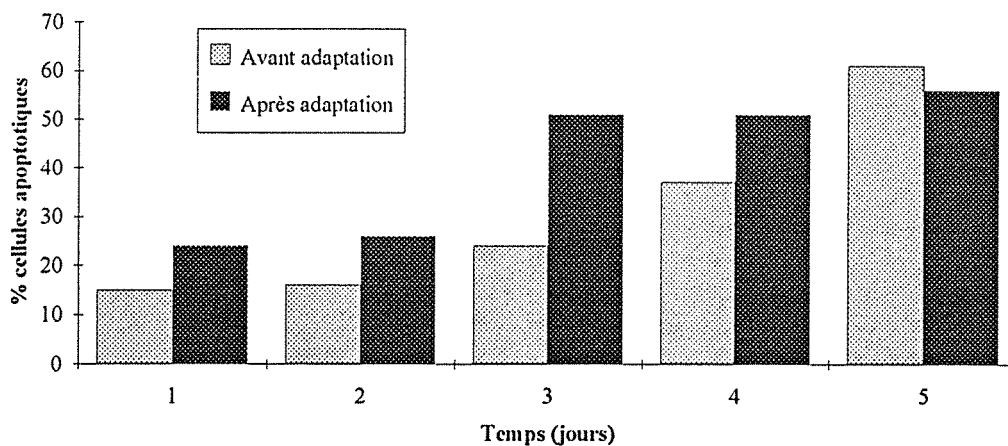 70
60
50
40
30
20
10
0
% cellules apoptotiques
Avant adaptation
Après adaptation
1 2 3 4 5
Temps (jours)